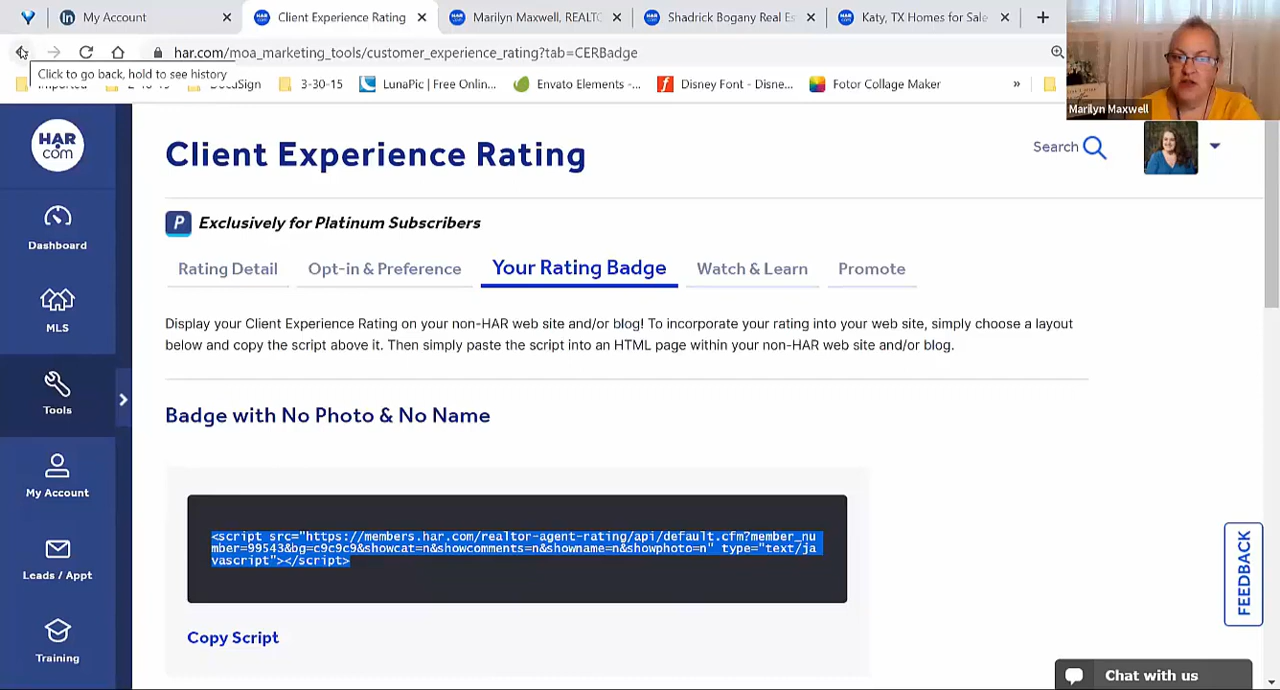 My Account
Client Experience Rating
Marilyn Maxwell, REALTO
Shadrick Bogany Real Es
Katy, TX Homes for Sale
har.com/moa_marketing_tools/customer_experience_rating?tab=CERBadge
Click to go back, hold to see history
3-30-15
LunaPic | Free Onlin...
Envato Elements -...
Disney Font - Disne...
Fotor Collage Maker
»
Marilyn Maxwell
HAR
com
Client Experience Rating
Search
P Exclusively for Platinum Subscribers
Dashboard
Rating Detail
Opt-in & Preference
Your Rating Badge
Watch & Learn
Promote
MLS
Display your Client Experience Rating on your non-HAR web site and/or blog! To incorporate your rating into your web site, simply choose a layout
below and copy the script above it. Then simply paste the script into an HTML page within your non-HAR web site and/or blog.
Tools
Badge with No Photo & No Name
My Account
<script src="https://members.har.com/realtor-agent-rating/api/default.cfm?member_nu
mber=99543&bg=c9c9c9&showcat=n&showcomments=n&showname=n&showphoto=n" type="text/ja
vascript"></script>
Leads / Appt
FEEDBACK
Copy Script
Training
Chat with us